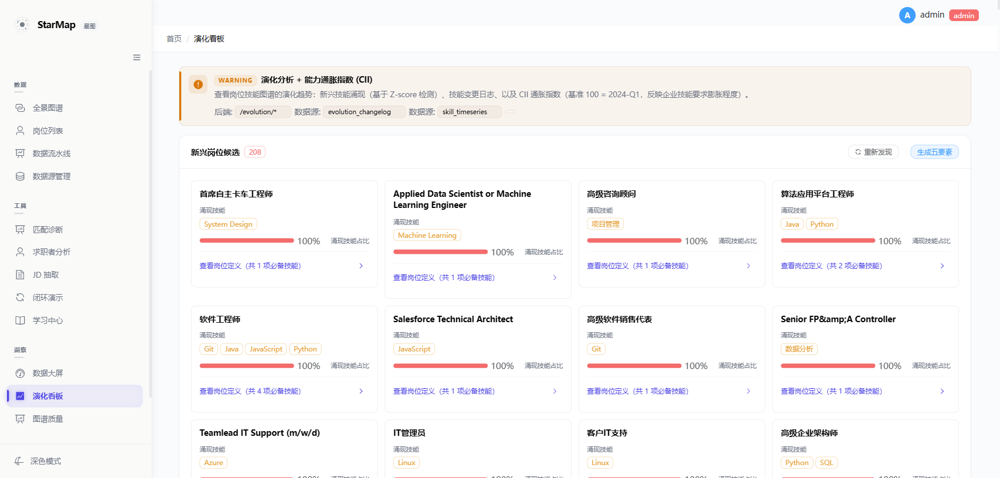 StarMap 星图
数据
全景图谱
岗位列表
数据流水线
数据源管理
工具
匹配诊断
求职者分析
JD 抽取
闭环演示
学习中心
洞察
数据大屏
演化看板
图谱质量
深色模式
A admin admin
首页 / 演化看板
WARNING 演化分析 + 能力通胀指数 (CII)
查看岗位技能图谱的演化趋势：新兴技能涌现（基于 Z-score 检测）、技能变更日志、以及 CII 通胀指数（基准 100 = 2024-Q1，反映企业技能要求膨胀程度）。
后端: /evolution/* 数据源: evolution_changelog 数据源: skill_timeseries
新兴岗位候选 208 重新发现 生成五要素
首席自主卡车工程师
涌现技能
System Design
100% 涌现技能占比
查看岗位定义（共 1 项必备技能）
Applied Data Scientist or Machine
Learning Engineer
涌现技能
Machine Learning
100% 涌现技能占比
查看岗位定义（共 1 项必备技能）
高级咨询顾问
涌现技能
项目管理
100% 涌现技能占比
查看岗位定义（共 1 项必备技能）
算法应用平台工程师
涌现技能
Java Python
100% 涌现技能占比
查看岗位定义（共 2 项必备技能）
软件工程师
涌现技能
Git Java JavaScript Python
100% 涌现技能占比
查看岗位定义（共 4 项必备技能）
Salesforce Technical Architect
涌现技能
JavaScript
100% 涌现技能占比
查看岗位定义（共 1 项必备技能）
高级软件销售代表
涌现技能
Git
100% 涌现技能占比
查看岗位定义（共 1 项必备技能）
Senior FP&amp;A Controller
涌现技能
数据分析
100% 涌现技能占比
查看岗位定义（共 1 项必备技能）
Teamlead IT Support (m/w/d)
涌现技能
Azure
IT管理员
涌现技能
Linux
客户IT支持
涌现技能
Linux
高级企业架构师
涌现技能
Python SQL